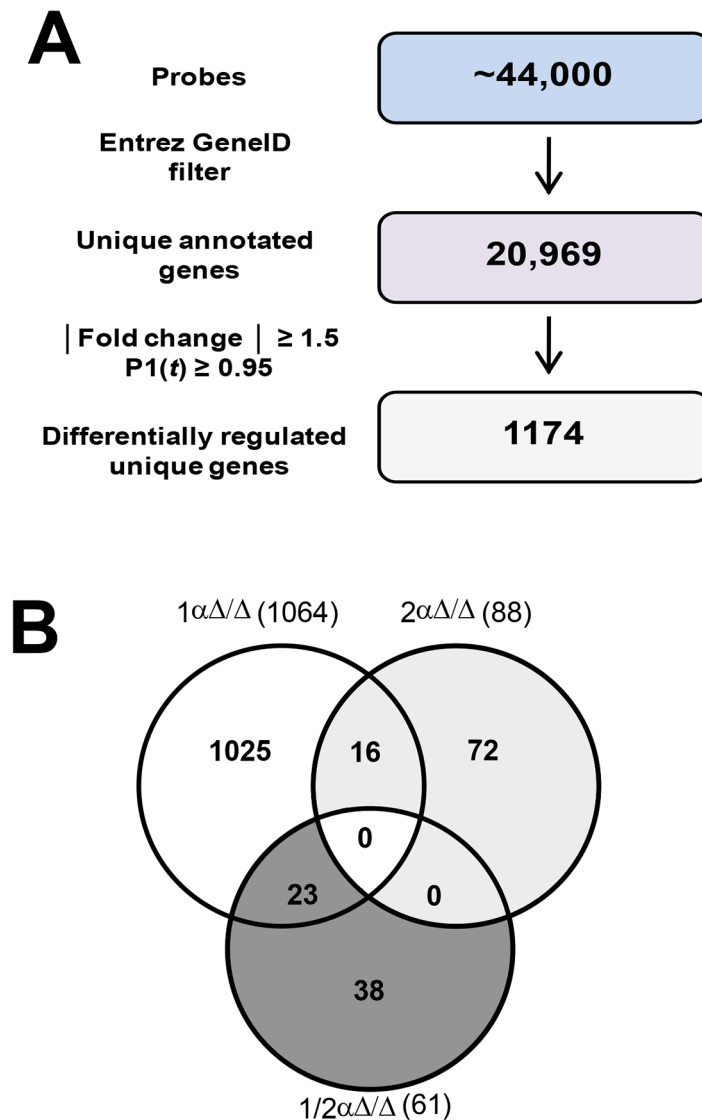 A
Probes
~44,000
Entrez GeneID
filter
Unique annotated
genes
20,969
|Fold change| ≥ 1.5
P1(t) ≥ 0.95
Differentially regulated
unique genes
1174
B
1αΔ/Δ (1064)
2αΔ/Δ (88)
1025
16
72
0
23
0
38
1/2αΔ/Δ (61)